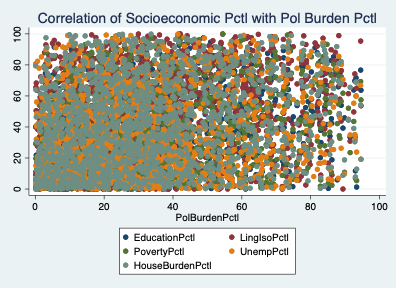 Correlation of Socioeconomic Pctl with Pol Burden Pctl
100
80
60
40
20
0
0 20 40 60 80 100
PolBurdenPctl
EducationPctl LingIsoPctl
PovertyPctl UnempPctl
HouseBurdenPctl